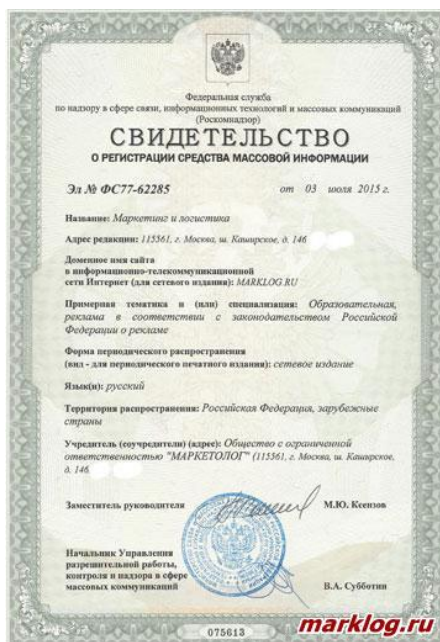 Федеральная служба
по надзору в сфере связи, информационных технологий и массовых коммуникаций
(Роскомнадзор)
СВИДЕТЕЛЬСТВО
О РЕГИСТРАЦИИ СРЕДСТВА МАССОВОЙ ИНФОРМАЦИИ
Эл № ФС77-62285 от 03 июля 2015 г.
Название: Маркетинг и логистика
Адрес редакции: 115561, г. Москва, ш. Каширское, д. 146
Доменное имя сайта
в информационно-телекоммуникационной
сети Интернет (для сетевого издания): MARKLOG.RU
Примерная тематика и (или) специализация: Образовательная,
реклама в соответствии с законодательством Российской
Федерации о рекламе
Форма периодического распространения
(вид - для периодического печатного издания): сетевое издание
Язык(и): русский
Территория распространения: Российская Федерация, зарубежные
страны
Учредитель (соучредители) (адрес): Общество с ограниченной
ответственностью "МАРКЕТОЛОГ" (115561, г. Москва, ш. Каширское,
д. 146
Заместитель руководителя М.Ю. Ксензов
Начальник Управления
разрешительной работы,
контроля и надзора в сфере
массовых коммуникаций В.А. Субботин
075613
marklog.ru